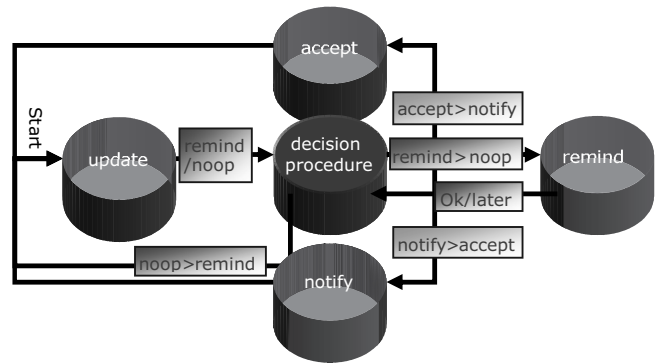 accept
Start
accept>notify
update
remind
/noop
decision
procedure
remind>noop
remind
Ok/later
notify>accept
noop>remind
notify